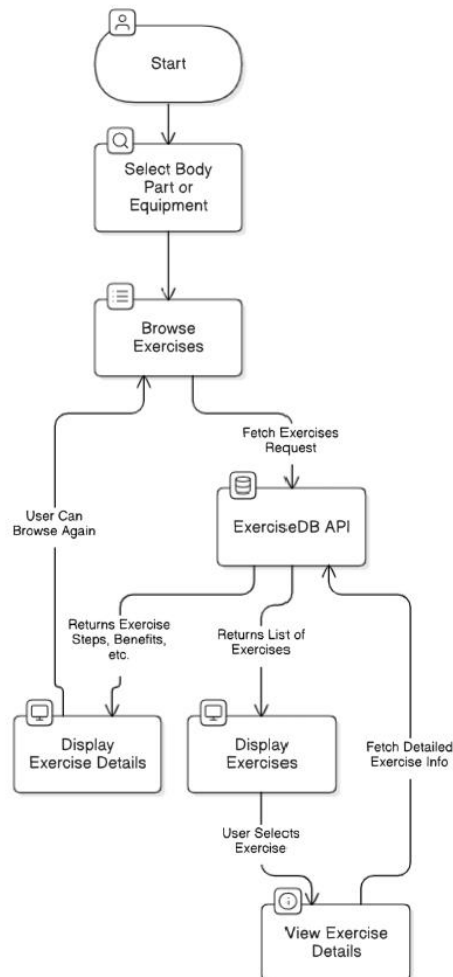 Start
Select Body
Part or
Equipment
Browse
Exercises
Fetch Exercises
Request
ExerciseDB API
User Can
Browse Again
Returns Exercise
Steps, Benefits,
etc.
Returns List of
Exercises
Display
Exercise Details
Display
Exercises
Fetch Detailed
Exercise Info
User Selects
Exercise
View Exercise
Details